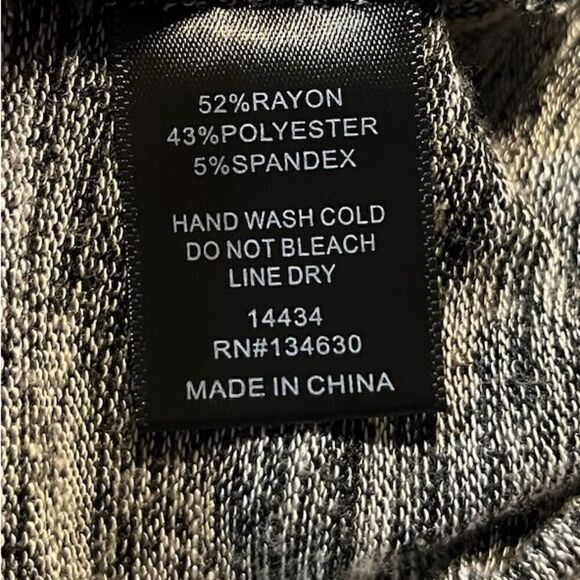 52%RAYON
43%POLYESTER
5%SPANDEX
HAND WASH COLD
DO NOT BLEACH
LINE DRY
14434
RN#134630
MADE IN CHINA